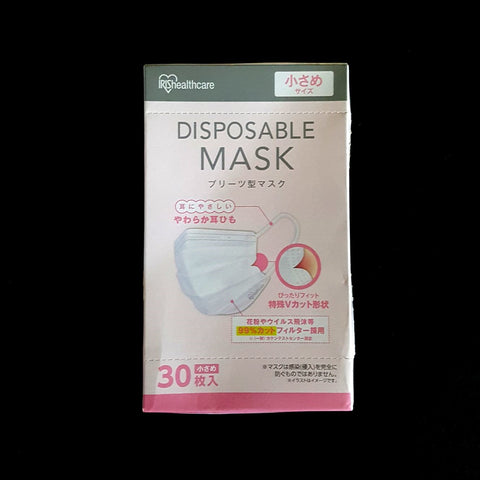 IRIS healthcare
小さめ
サイズ
DISPOSABLE
MASK
プリーツ型マスク
耳にやさしい
やわらか耳ひも
ぴったりフィット
特殊Vカット形状
花粉やウイルス飛沫等
99%カットフィルター採用
30枚入
小さめ
※マスクは感染(侵入)を完全に
防ぐものではありません。
※イラストはイメージです。